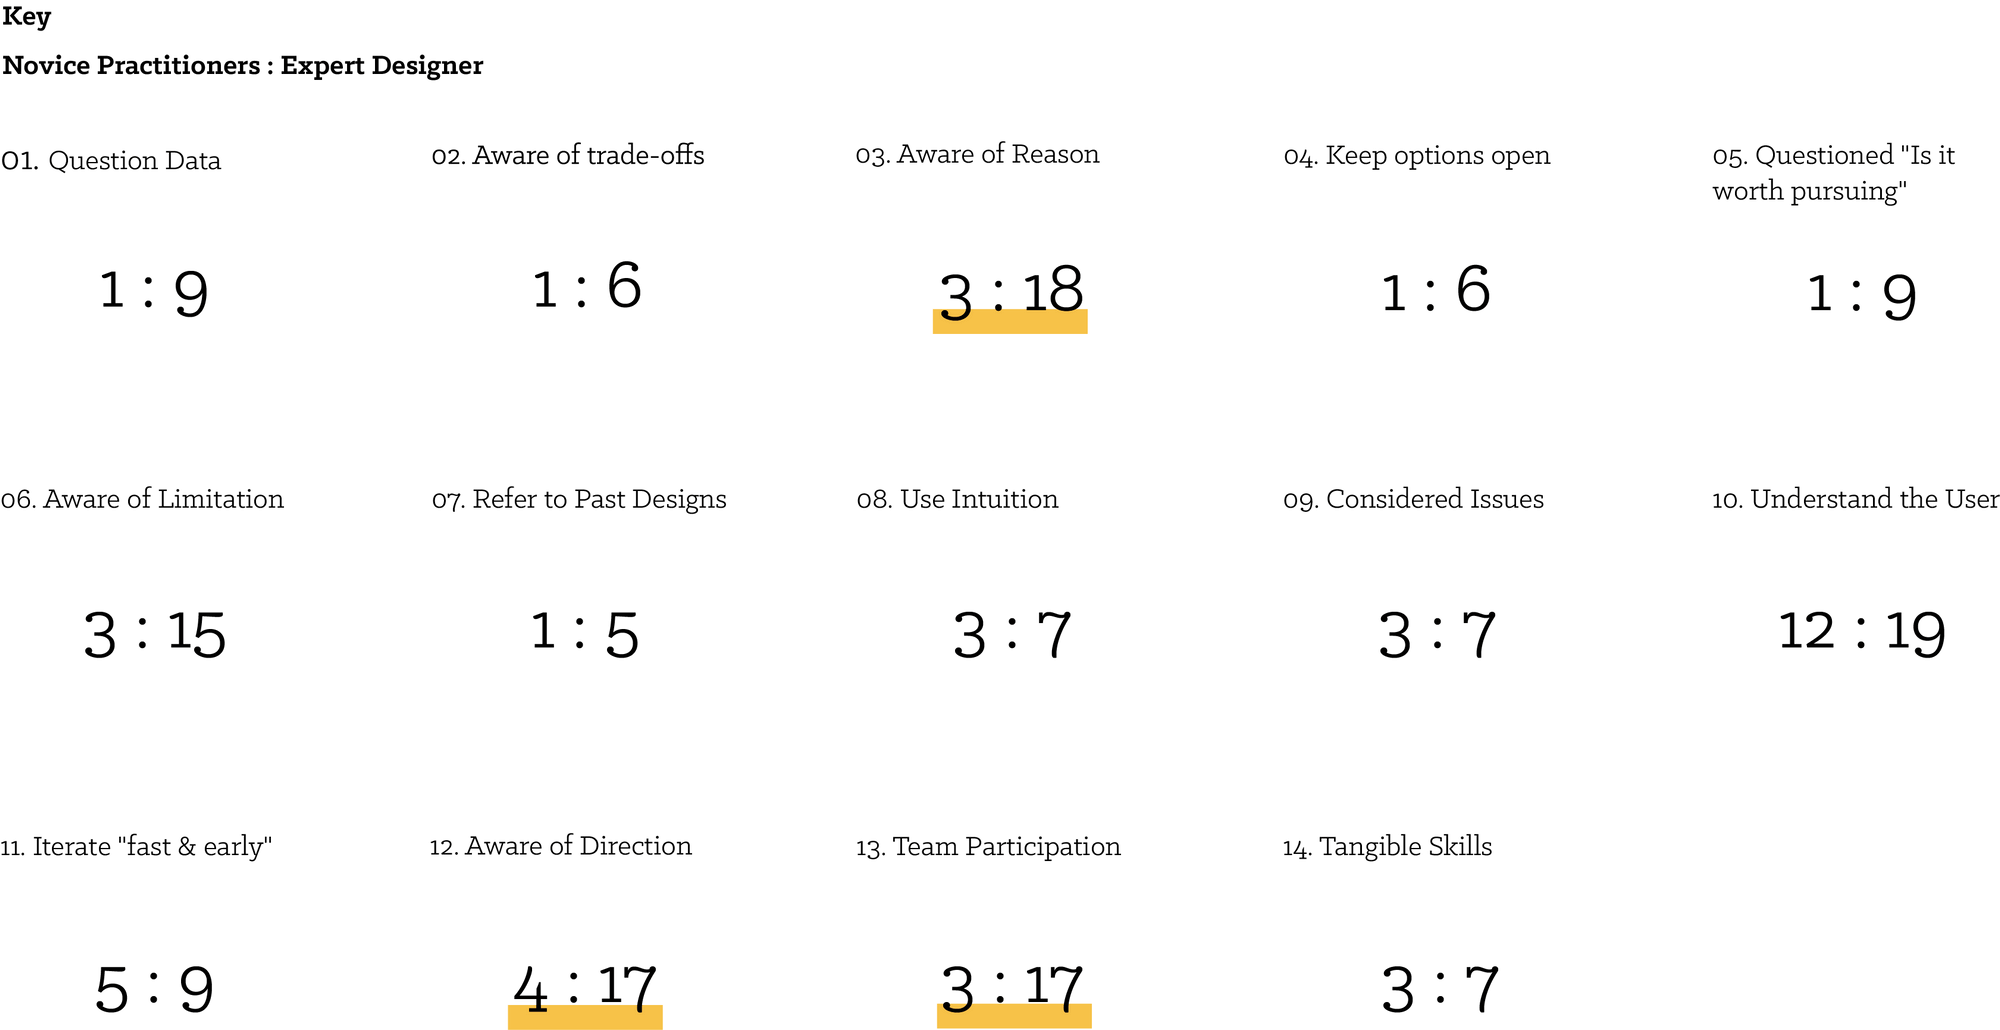 Key
Novice Practitioners : Expert Designer
01. Question Data
02. Aware of trade-offs
03. Aware of Reason
04. Keep options open
05. Questioned "Is it
worth pursuing"
1 : 9
1 : 6
3 : 18
1 : 6
1 : 9
06. Aware of Limitation
07. Refer to Past Designs
08. Use Intuition
09. Considered Issues
10. Understand the User
3 : 15
1 : 5
3 : 7
3 : 7
12 : 19
11. Iterate "fast & early"
12. Aware of Direction
13. Team Participation
14. Tangible Skills
5 : 9
4 : 17
3 : 17
3 : 7